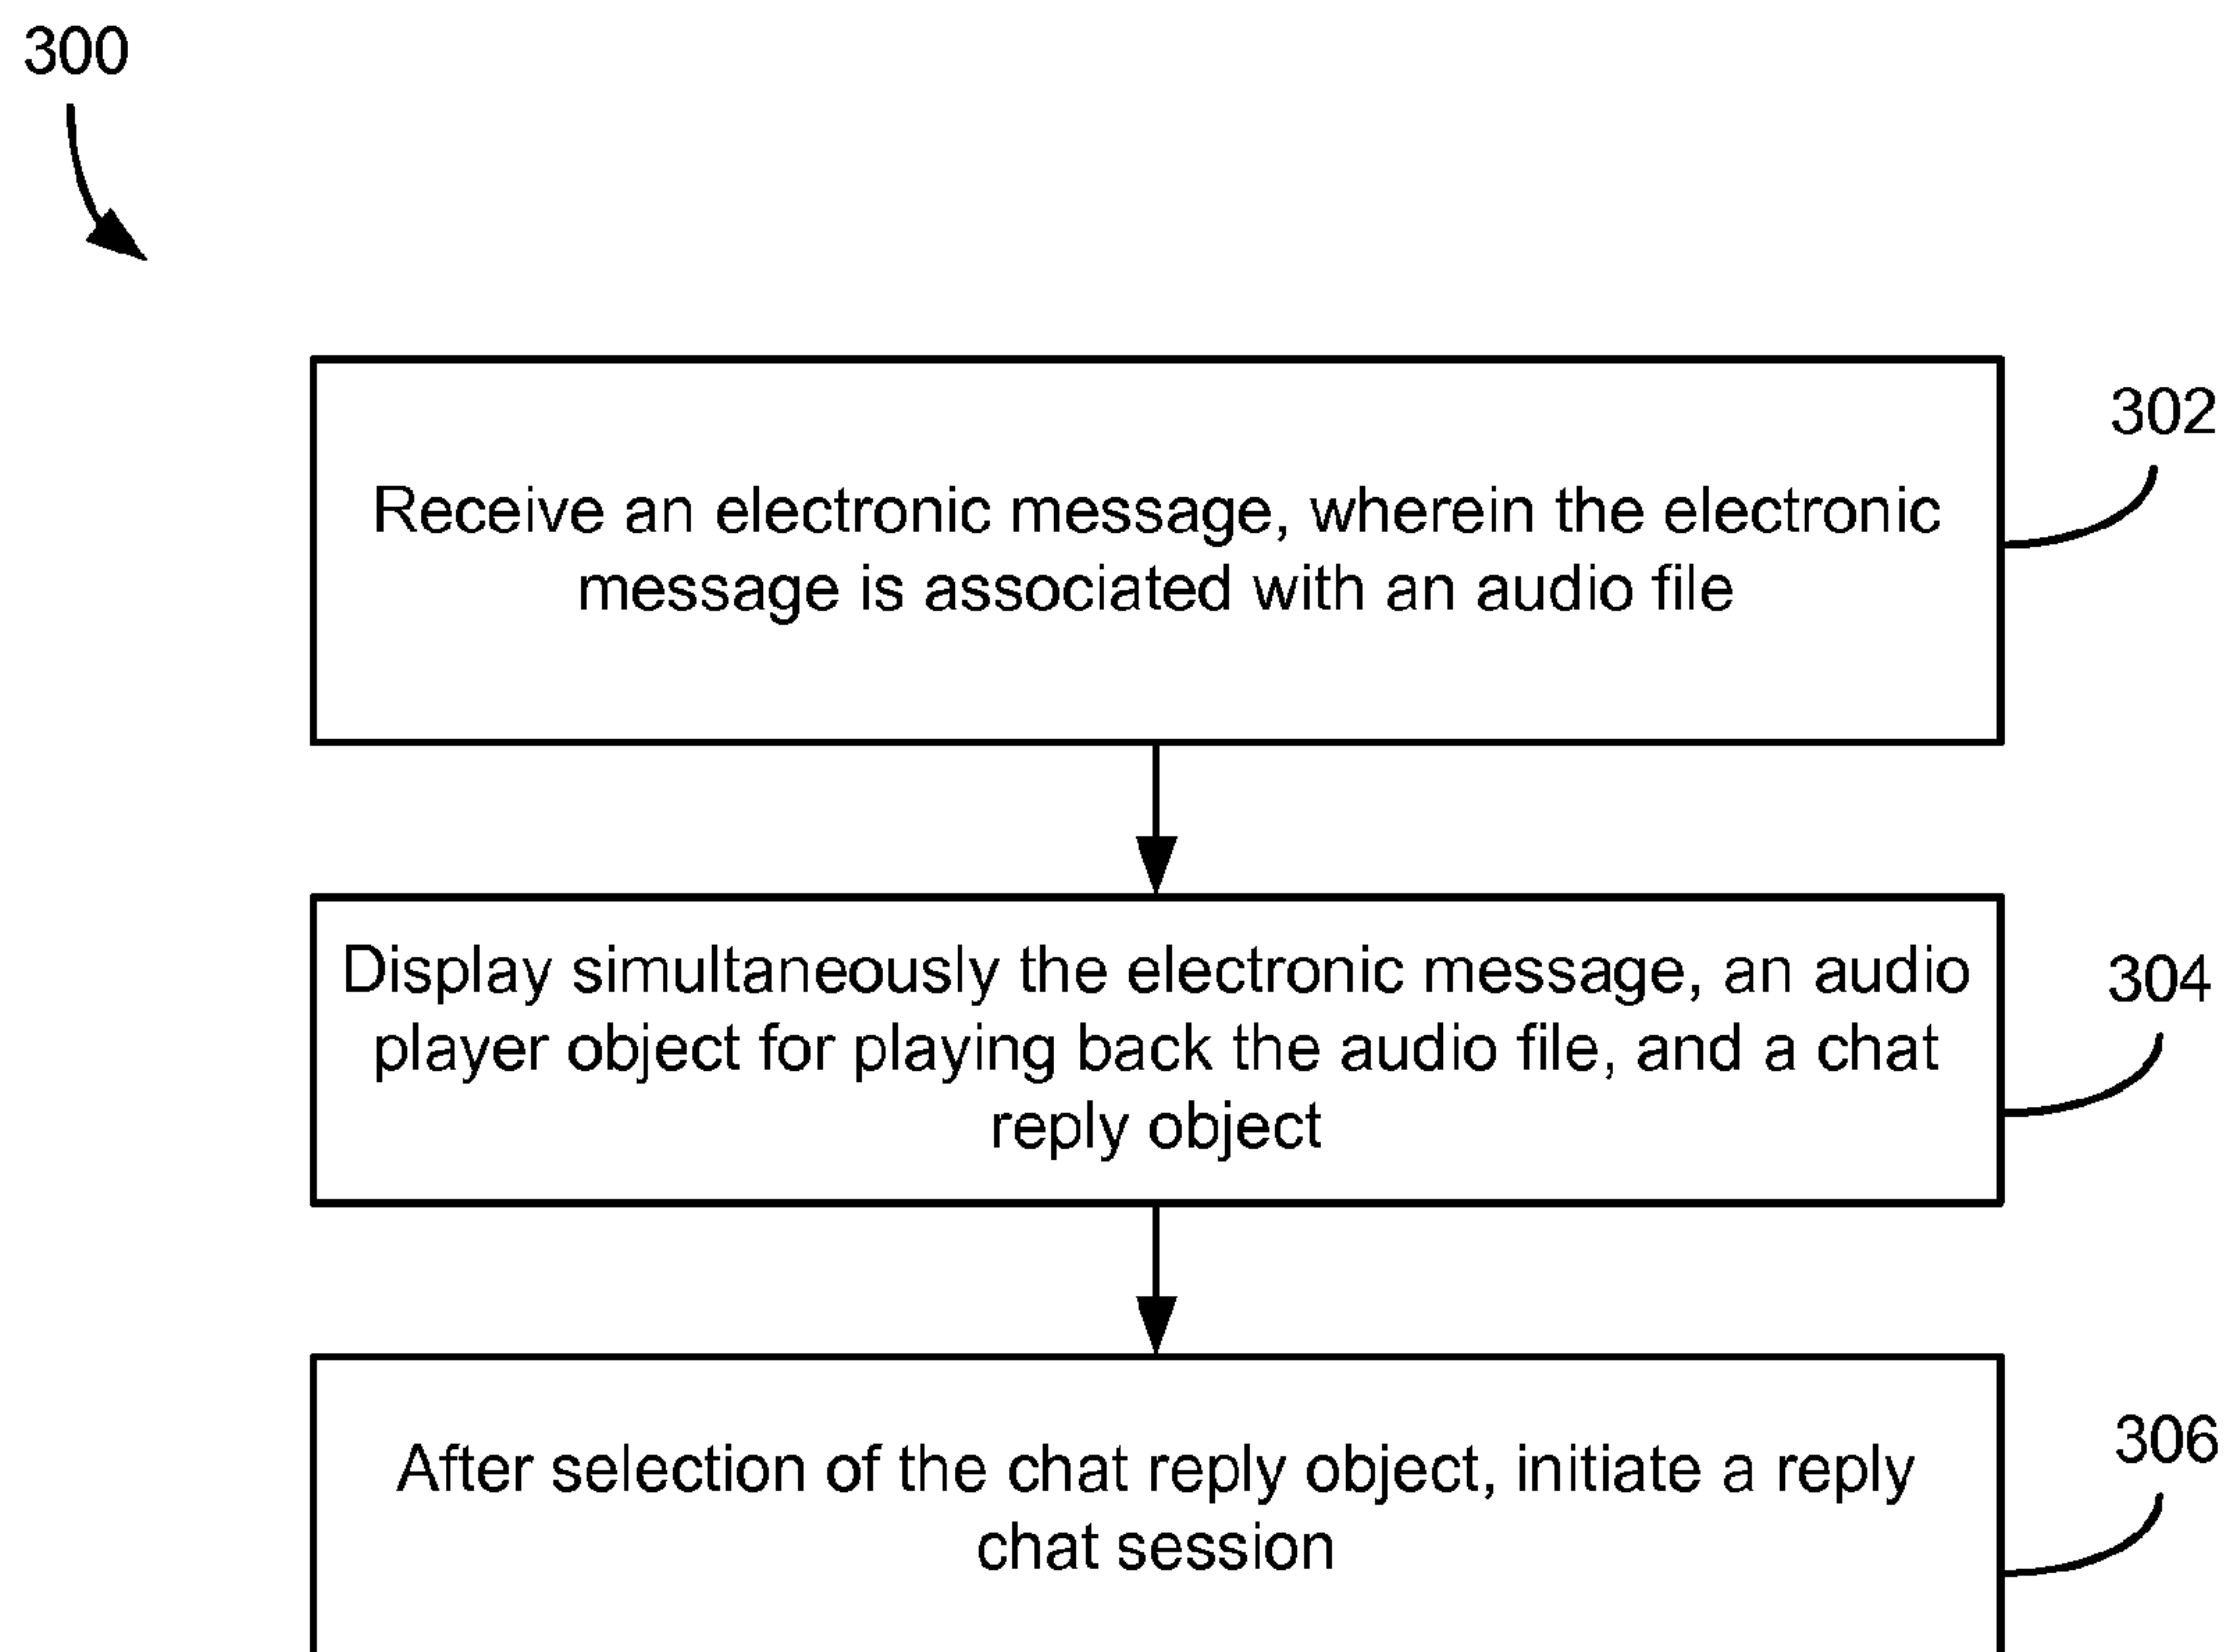 300
302
Receive an electronic message, wherein the electronic
message is associated with an audio file
Display simultaneously the electronic message, an audio
player object for playing back the audio file, and a chat
reply object
304
After selection of the chat reply object, initiate a reply
chat session
306